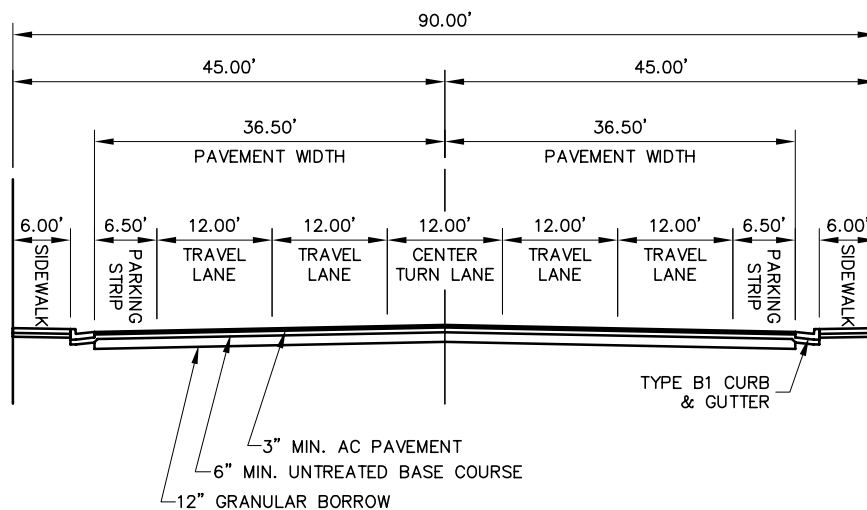 90.00'
45.00' 45.00'
36.50' 36.50'
PAVEMENT WIDTH PAVEMENT WIDTH
6.00' 6.50' 12.00' 12.00' 12.00' 12.00' 12.00' 6.50' 6.00'
SIDEWALK
PARKING
STRIP
TRAVEL
LANE
TRAVEL
LANE
CENTER
TURN LANE
TRAVEL
LANE
TRAVEL
LANE
PARKING
STRIP
SIDEWALK
TYPE B1 CURB
& GUTTER
3" MIN. AC PAVEMENT
6" MIN. UNTREATED BASE COURSE
12" GRANULAR BORROW